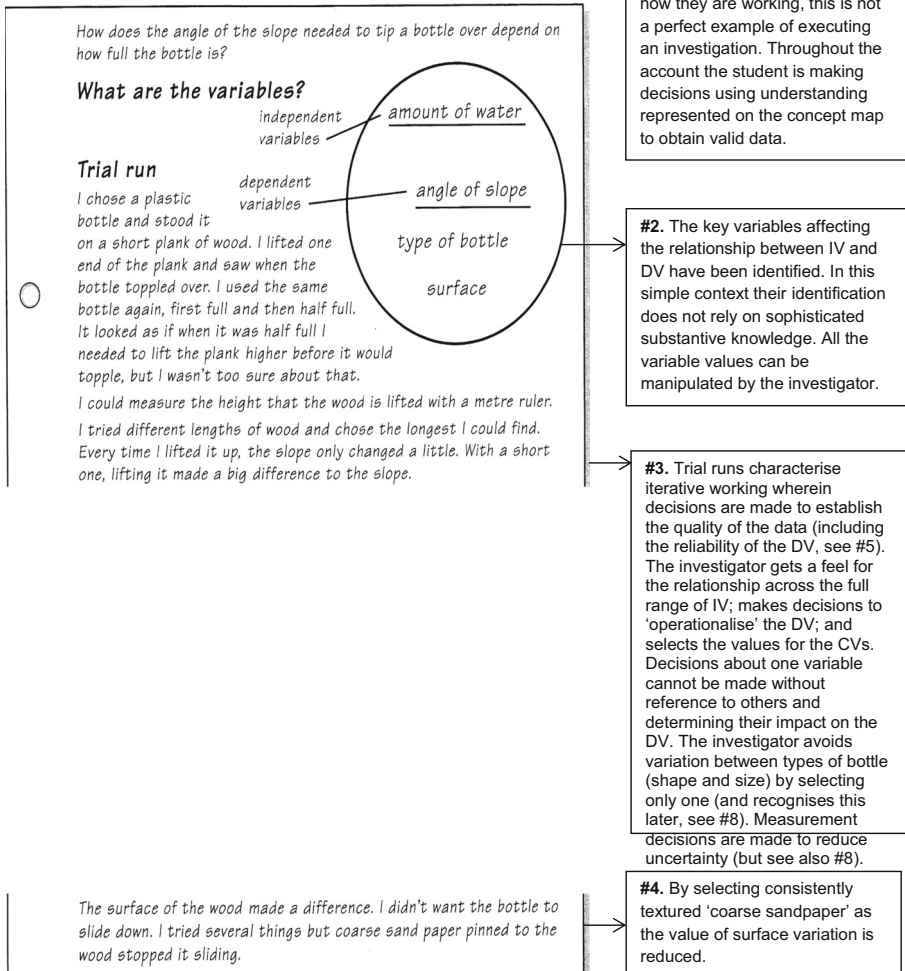 How does the angle of the slope needed to tip a bottle over depend on
how full the bottle is?
What are the variables?
independent
variables
amount of water
dependent
variables
angle of slope
type of bottle
surface
Trial run
I chose a plastic
bottle and stood it
on a short plank of wood. I lifted one
end of the plank and saw when the
bottle toppled over. I used the same
bottle again, first full and then half full.
It looked as if when it was half full I
needed to lift the plank higher before it would
topple, but I wasn't too sure about that.
I could measure the height that the wood is lifted with a metre ruler.
I tried different lengths of wood and chose the longest I could find.
Every time I lifted it up, the slope only changed a little. With a short
one, lifting it made a big difference to the slope.
The surface of the wood made a difference. I didn't want the bottle to
slide down. I tried several things but coarse sand paper pinned to the
wood stopped it sliding.
how they are working, this is not
a perfect example of executing
an investigation. Throughout the
account the student is making
decisions using understanding
represented on the concept map
to obtain valid data.
#2. The key variables affecting
the relationship between IV and
DV have been identified. In this
simple context their identification
does not rely on sophisticated
substantive knowledge. All the
variable values can be
manipulated by the investigator.
#3. Trial runs characterise
iterative working wherein
decisions are made to establish
the quality of the data (including
the reliability of the DV, see #5).
The investigator gets a feel for
the relationship across the full
range of IV; makes decisions to
‘operationalise’ the DV; and
selects the values for the CVs.
Decisions about one variable
cannot be made without
reference to others and
determining their impact on the
DV. The investigator avoids
variation between types of bottle
(shape and size) by selecting
only one (and recognises this
later, see #8). Measurement
decisions are made to reduce
uncertainty (but see also #8).
#4. By selecting consistently
textured ‘coarse sandpaper’ as
the value of surface variation is
reduced.